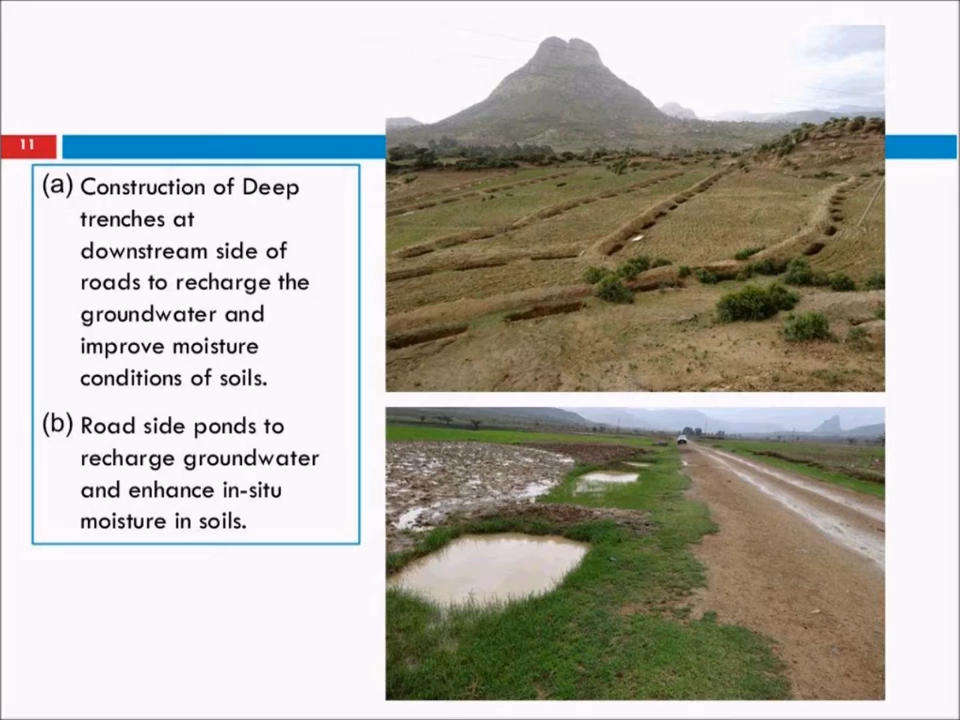 11
(a) Construction of Deep
trenches at
downstream side of
roads to recharge the
groundwater and
improve moisture
conditions of soils.
(b) Road side ponds to
recharge groundwater
and enhance in-situ
moisture in soils.